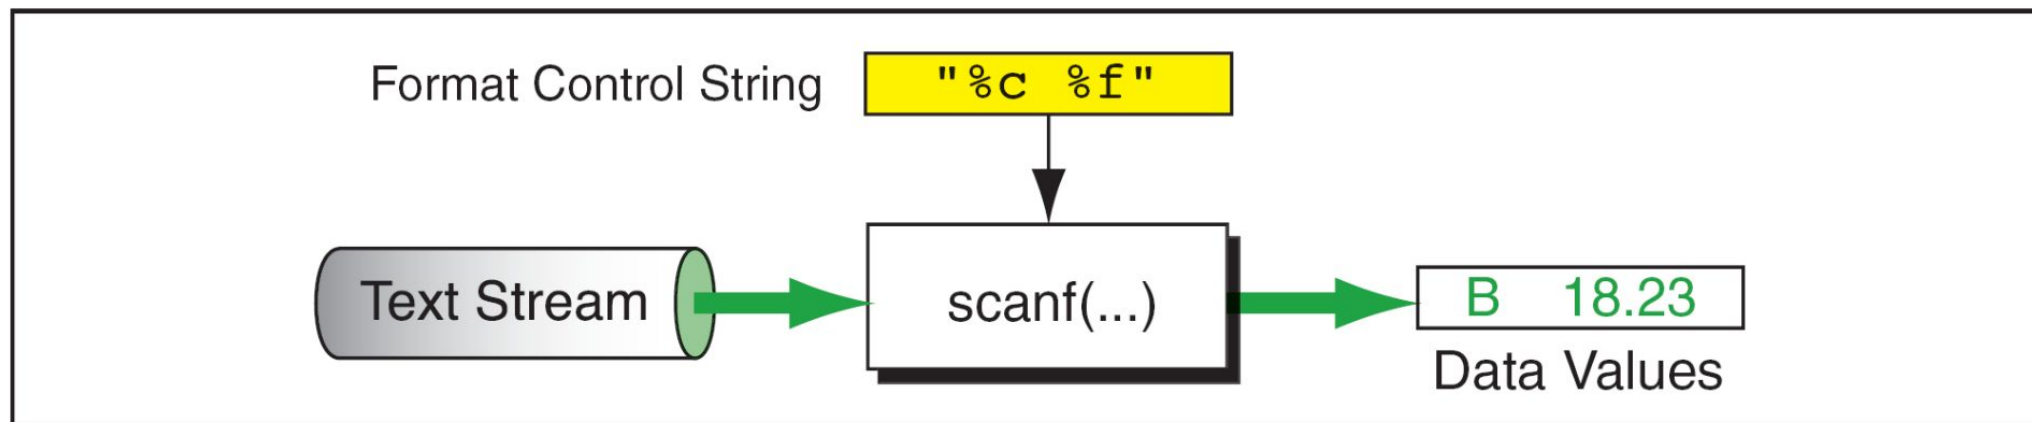 Format Control String
"%c %f"
Text Stream
scanf(...)
B 18.23
Data Values